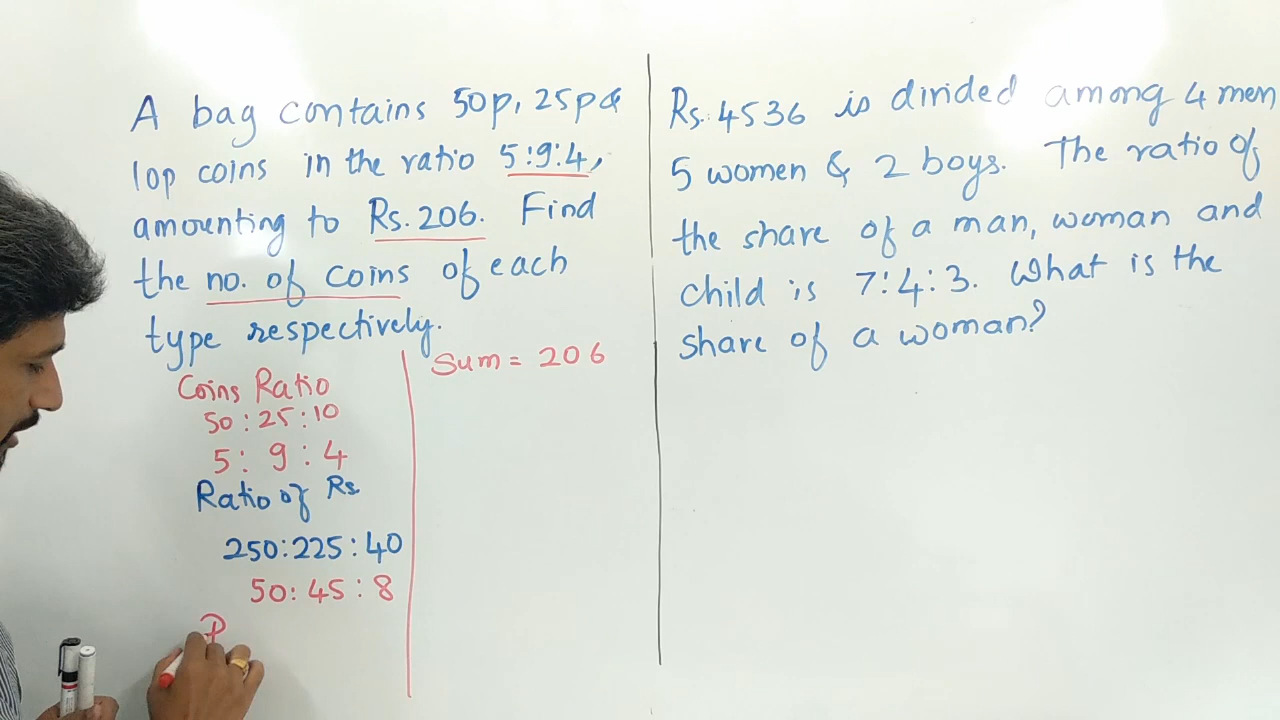 A bag contains 50p, 25p &
10p coins in the ratio 5:9:4,
amounting to Rs. 206. Find
the no. of coins of each
type respectively.
Coins Ratio
50:25:10
5: 9: 4
Ratio of Rs
250:225:40
50:45:8
P
Sum = 206
Rs. 4536 is divided among 4 men
5 women & 2 boys. The ratio of
the share of a man, woman and
child is 7:4:3. What is the
share of a woman?